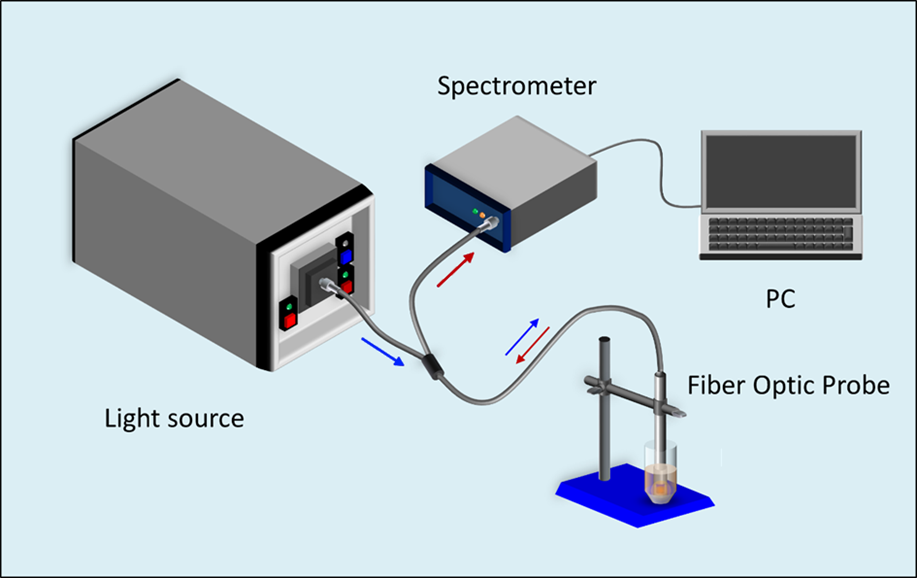 Spectrometer
PC
Fiber Optic Probe
Light source